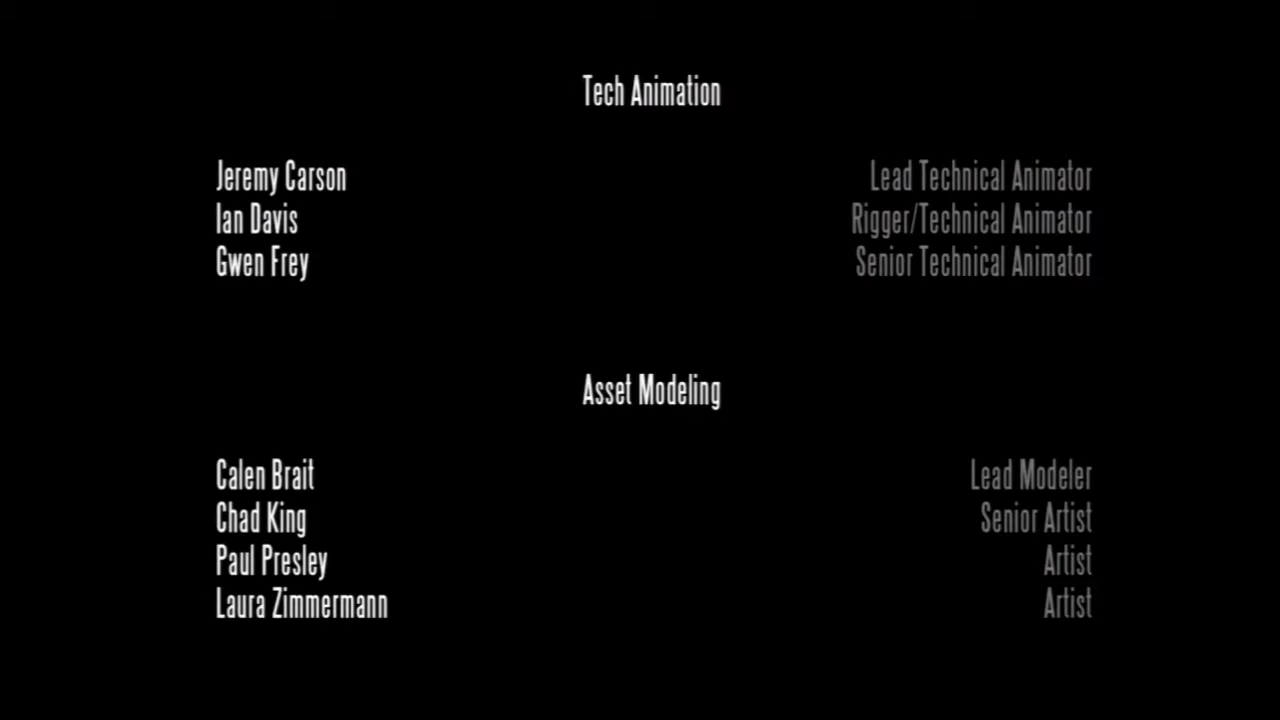 Tech Animation
Jeremy Carson Lead Technical Animator
Ian Davis Rigger/Technical Animator
Gwen Frey Senior Technical Animator
Asset Modeling
Calen Brait Lead Modeler
Chad King Senior Artist
Paul Presley Artist
Laura Zimmermann Artist